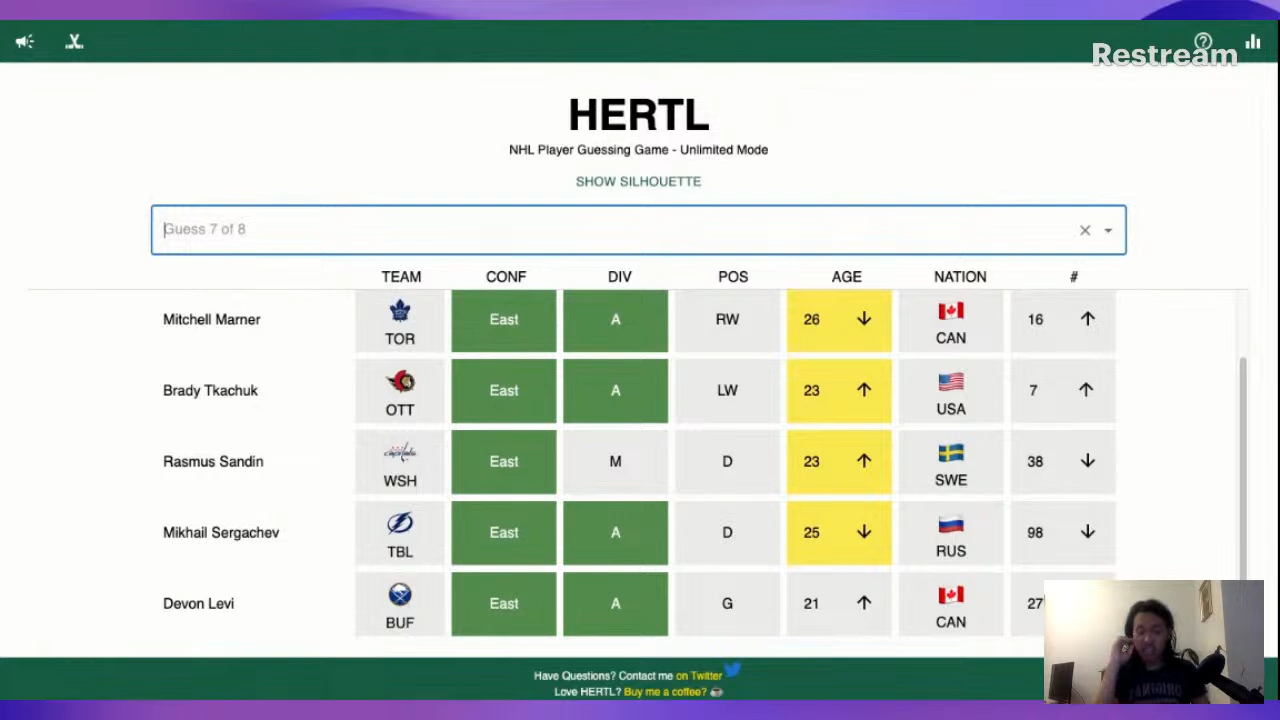 Restream
HERTL
NHL Player Guessing Game - Unlimited Mode
SHOW SILHOUETTE
Guess 7 of 8
TEAM CONF DIV POS AGE NATION #
Mitchell Marner TOR East A RW 26 ↓ CAN 16 ↑
Brady Tkachuk OTT East A LW 23 ↑ USA 7 ↑
Rasmus Sandin WSH East M D 23 ↑ SWE 38 ↓
Mikhail Sergachev TBL East A D 25 ↓ RUS 98 ↓
Devon Levi BUF East A G 21 ↑ CAN 27
Have Questions? Contact me on Twitter
Love HERTL? Buy me a coffee?
ORIGINAL